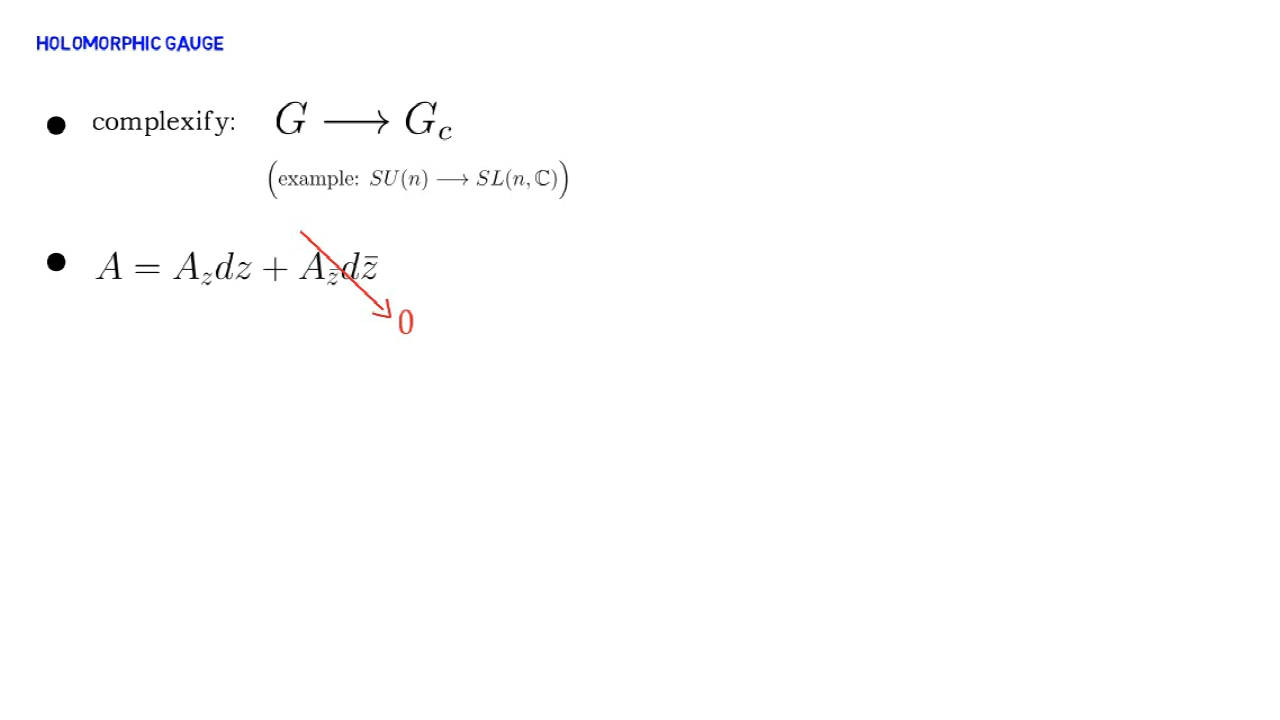 HOLOMORPHIC GAUGE
● complexify: G ⟶ G_c
(example: SU(n) ⟶ SL(n, ℂ))
● A = A_z dz + A_z̄ dz̄
0